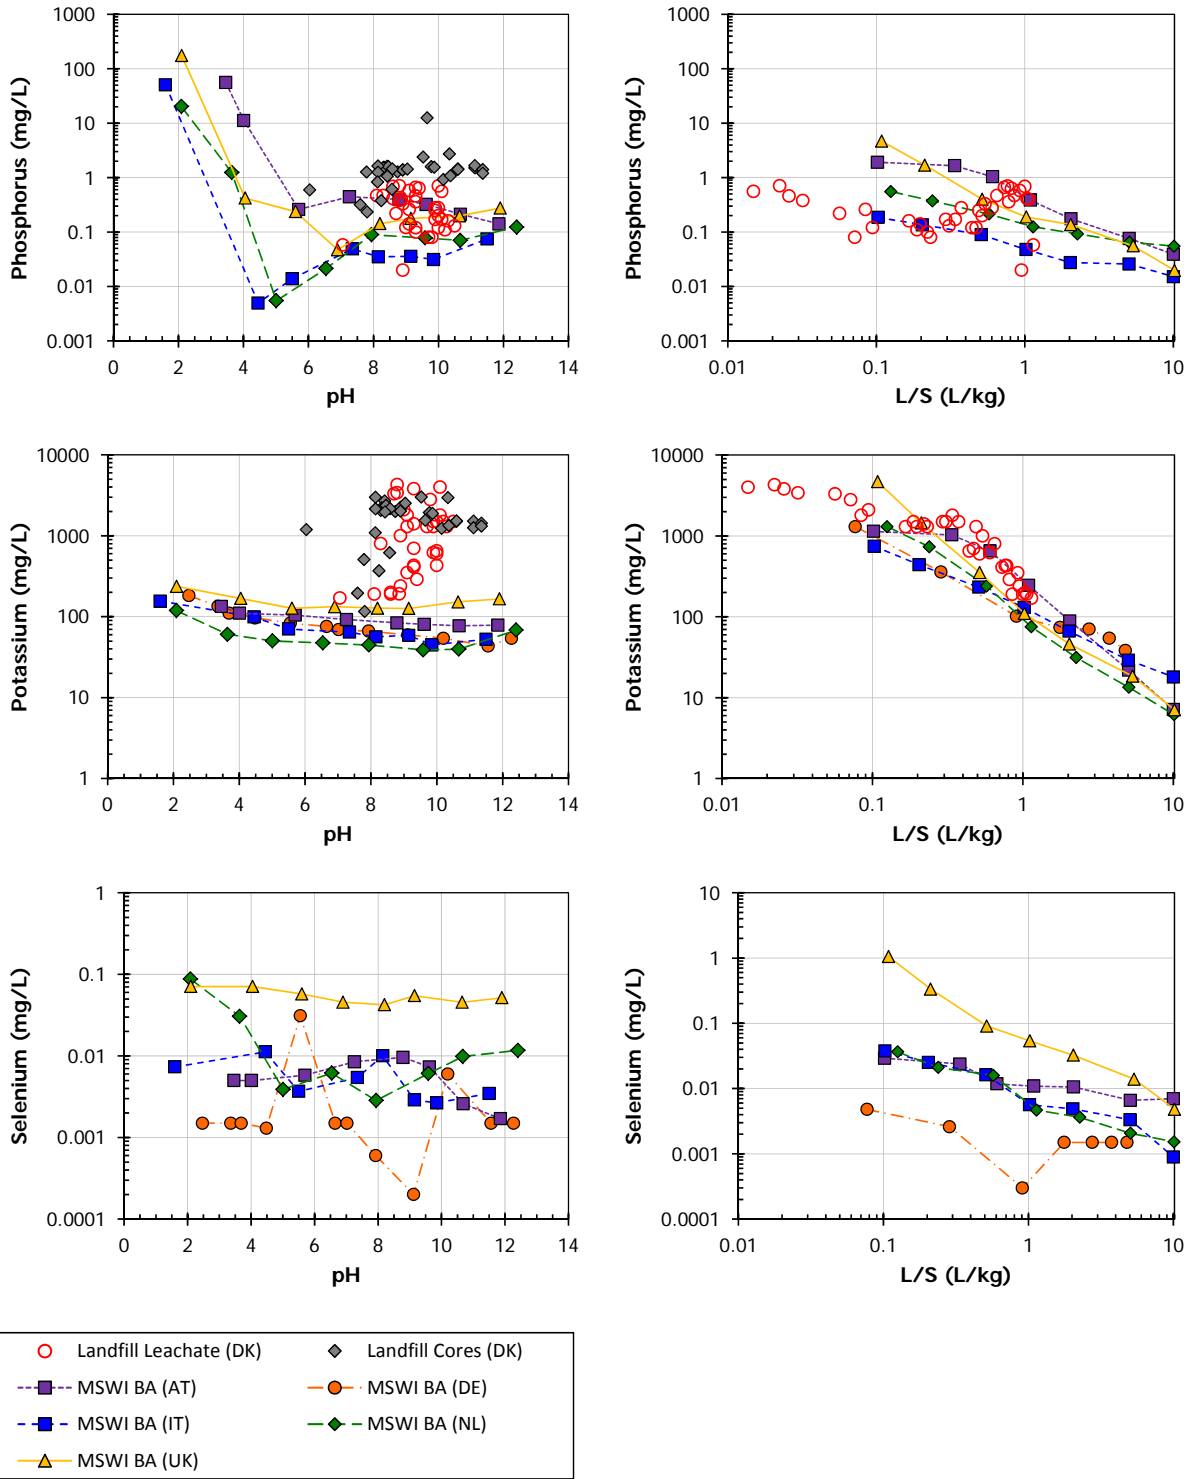 1000
100
10
1
0.1
0.01
0.001
Phosphorus (mg/L)
0 2 4 6 8 10 12 14
pH
1000
100
10
1
0.1
0.01
0.001
Phosphorus (mg/L)
0.01 0.1 1 10
L/S (L/kg)
10000
1000
100
10
1
Potassium (mg/L)
0 2 4 6 8 10 12 14
pH
10000
1000
100
10
1
Potassium (mg/L)
0.01 0.1 1 10
L/S (L/kg)
1
0.1
0.01
0.001
0.0001
Selenium (mg/L)
0 2 4 6 8 10 12 14
pH
10
1
0.1
0.01
0.001
0.0001
Selenium (mg/L)
0.01 0.1 1 10
L/S (L/kg)
Landfill Leachate (DK) Landfill Cores (DK)
MSWI BA (AT) MSWI BA (DE)
MSWI BA (IT) MSWI BA (NL)
MSWI BA (UK)